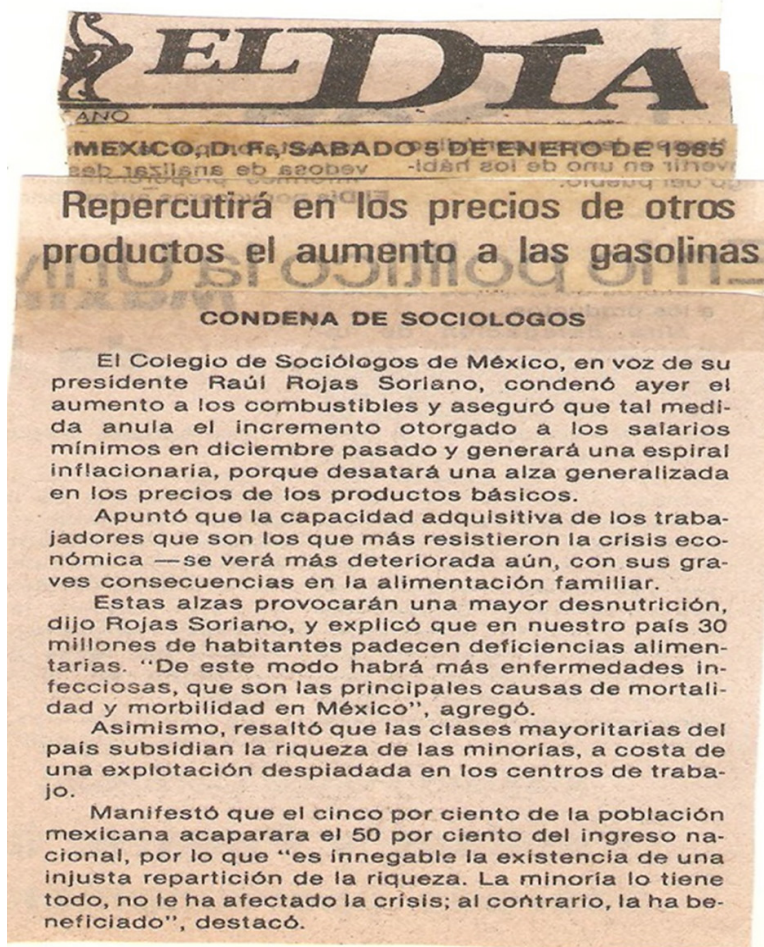 EL DÍA
AÑO
MEXICO, D. F., SABADO 5 DE ENERO DE 1985
Repercutirá en los precios de otros
productos el aumento a las gasolinas
CONDENA DE SOCIOLOGOS
El Colegio de Sociólogos de México, en voz de su
presidente Raúl Rojas Soriano, condenó ayer el
aumento a los combustibles y aseguró que tal medi-
da anula el incremento otorgado a los salarios
mínimos en diciembre pasado y generará una espiral
inflacionaria, porque desatará una alza generalizada
en los precios de los productos básicos.
Apuntó que la capacidad adquisitiva de los traba-
jadores que son los que más resistieron la crisis eco-
nómica —se verá más deteriorada aún, con sus gra-
ves consecuencias en la alimentación familiar.
Estas alzas provocarán una mayor desnutrición,
dijo Rojas Soriano, y explicó que en nuestro país 30
millones de habitantes padecen deficiencias alimen-
tarias. "De este modo habrá más enfermedades in-
fecciosas, que son las principales causas de mortali-
dad y morbilidad en México", agregó.
Asimismo, resaltó que las clases mayoritarias del
país subsidian la riqueza de las minorías, a costa de
una explotación despiadada en los centros de traba-
jo.
Manifestó que el cinco por ciento de la población
mexicana acaparara el 50 por ciento del ingreso na-
cional, por lo que "es innegable la existencia de una
injusta repartición de la riqueza. La minoría lo tiene
todo, no le ha afectado la crisis; al contrario, la ha be-
neficiado", destacó.